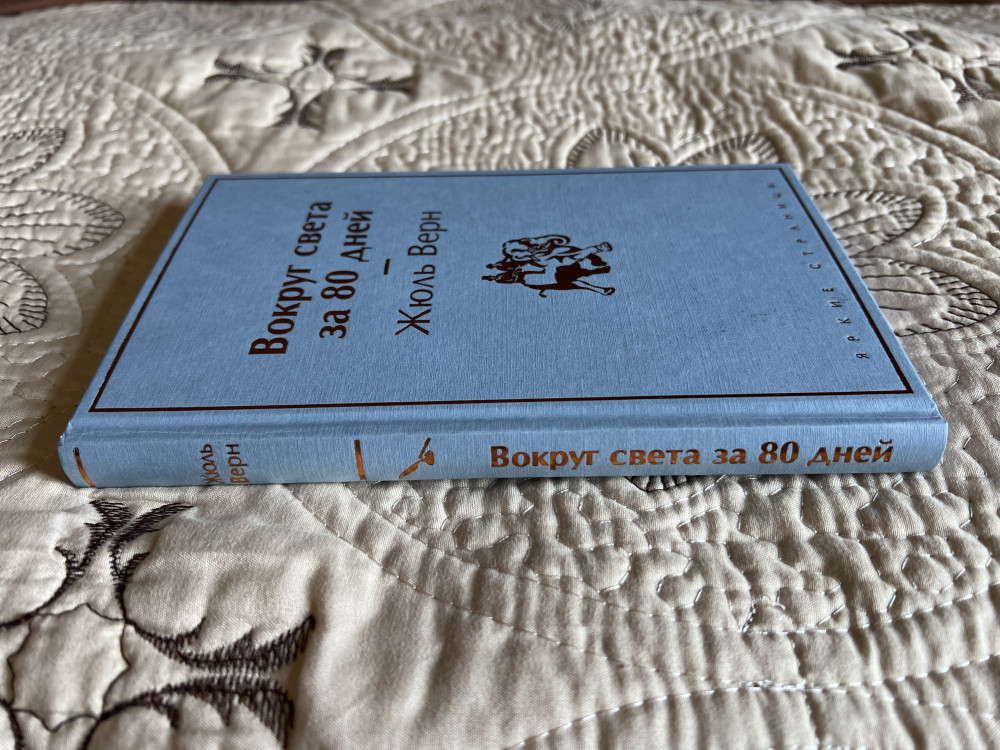 Вокруг света
за 80 дней
Жюль Верн
ЯРКИЕ СТРАНИЦЫ
Жюль
Верн
Вокруг света за 80 дней